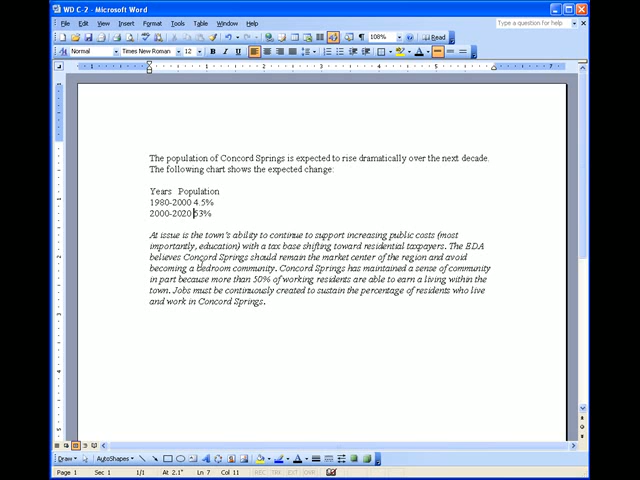 WD C-2 - Microsoft Word
File Edit View Insert Format Tools Table Window Help
Type a question for help
108% Read
Normal Times New Roman 12 B I U
The population of Concord Springs is expected to rise dramatically over the next decade.
The following chart shows the expected change:
Years Population
1980-2000 4.5%
2000-2020 53%
At issue is the town's ability to continue to support increasing public costs (most
importantly, education) with a tax base shifting toward residential taxpayers. The EDA
believes Concord Springs should remain the market center of the region and avoid
becoming a bedroom community. Concord Springs has maintained a sense of community
in part because more than 50% of working residents are able to earn a living within the
town. Jobs must be continuously created to sustain the percentage of residents who live
and work in Concord Springs.
Draw AutoShapes
Page 1 Sec 1 1/1 At 2.1" Ln 7 Col 11 REC TRK EXT OVR